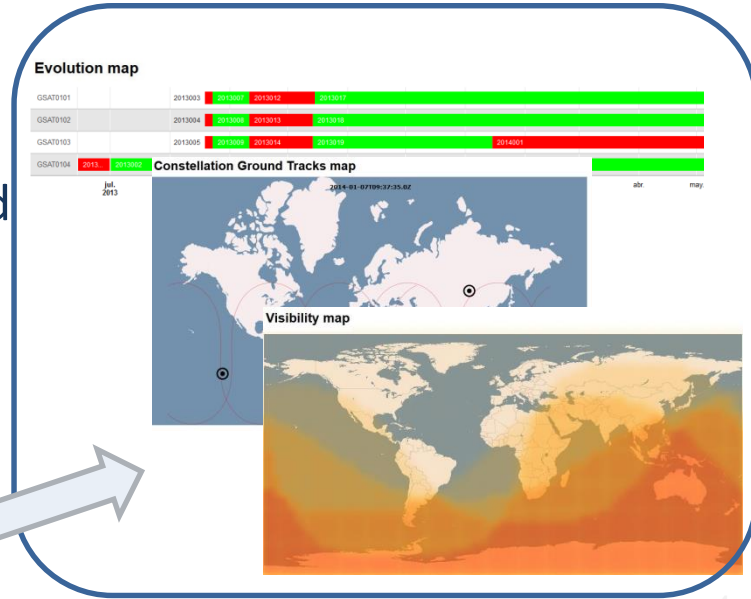 Evolution map
GSAT0101 2013003 2013007 2013012 2013017
GSAT0102 2013004 2013008 2013013 2013018
GSAT0103 2013005 2013009 2013014 2013019 2014001
GSAT0104 2013... 2013002
jul. 2013 abr. may.
d
Constellation Ground Tracks map
2014-01-07T09:37:35.0Z
Visibility map